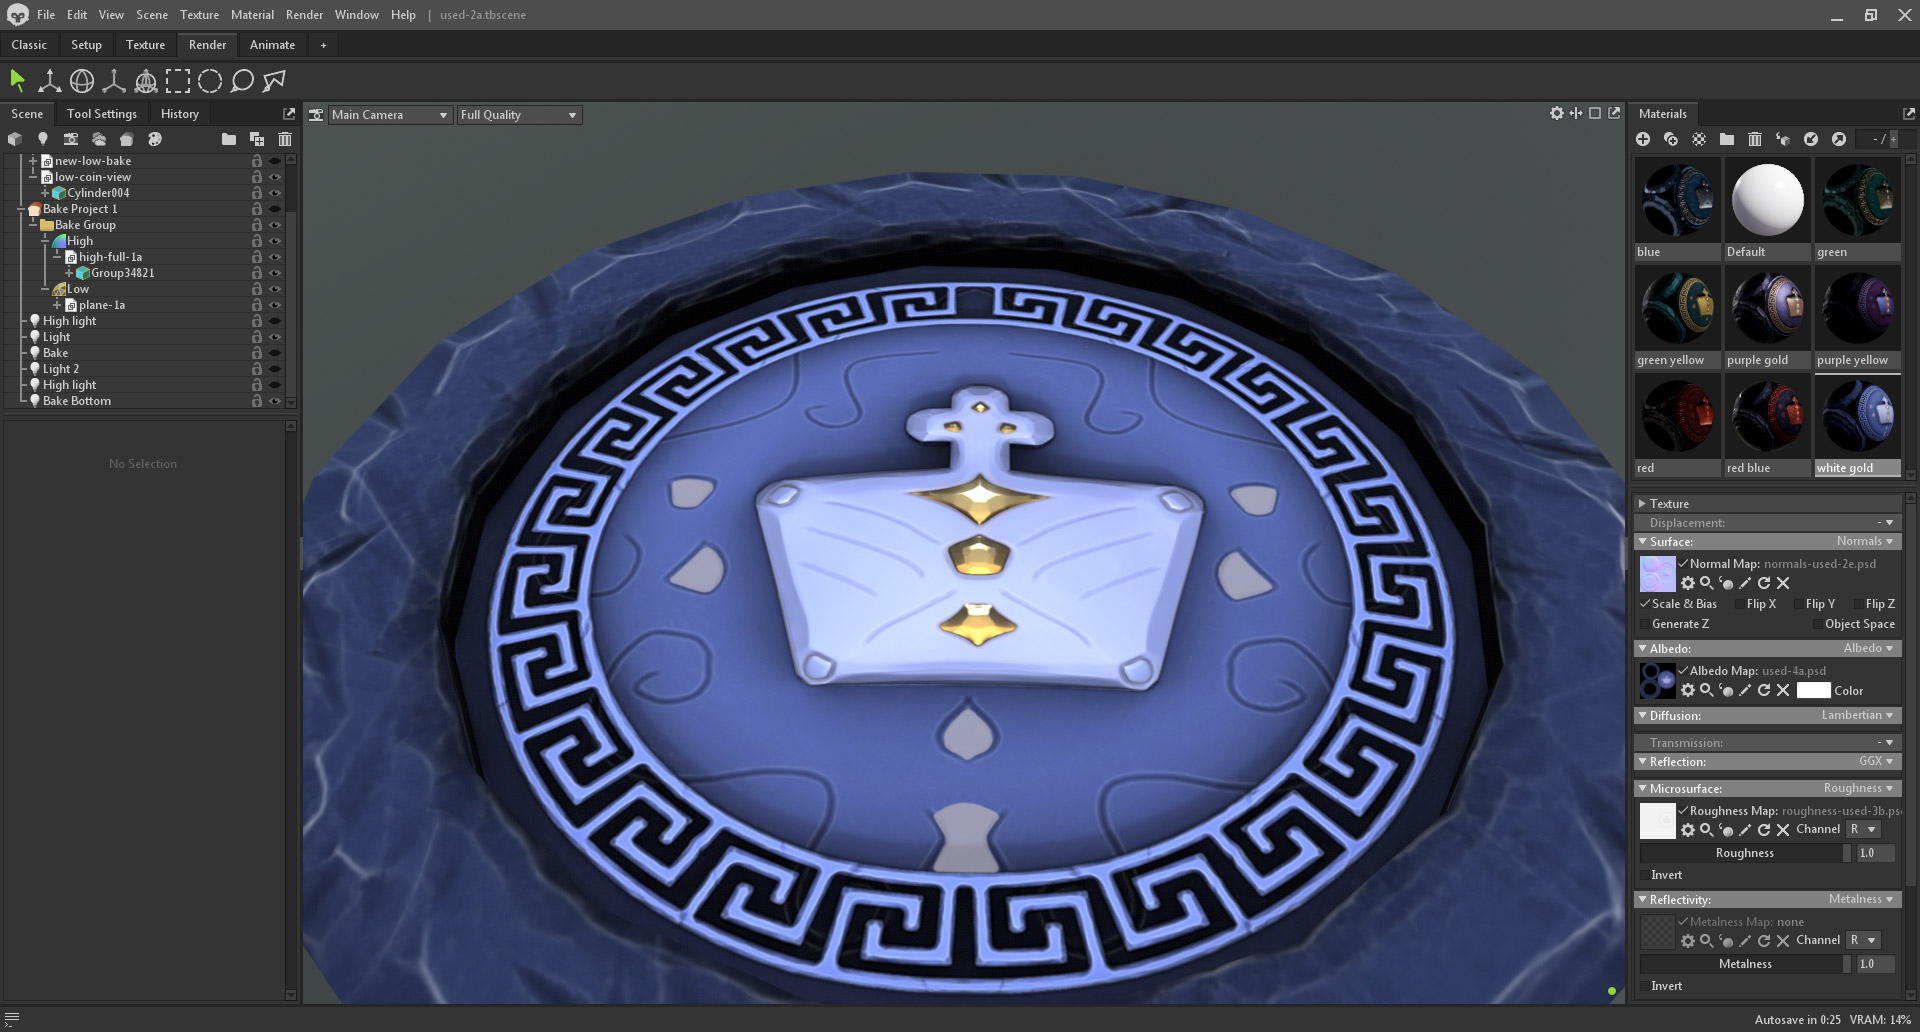 File Edit View Scene Texture Material Render Window Help | used-2a.tbscene
Classic Setup Texture Render Animate +
Scene Tool Settings History
new-low-bake
low-coin-view
Cylinder004
Bake Project 1
Bake Group
High
high-full-1a
Group34821
Low
plane-1a
High light
Light
Bake
Light 2
High light
Bake Bottom
No Selection
Main Camera Full Quality
Materials
- / +
blue Default green
green yellow purple gold purple yellow
red red blue white gold
Texture
Displacement: -
Surface: Normals
Normal Map: normals-used-2e.psd
Scale & Bias Flip X Flip Y Flip Z
Generate Z Object Space
Albedo: Albedo
Albedo Map: used-4a.psd
Color
Diffusion: Lambertian
Transmission: -
Reflection: GGX
Microsurface: Roughness
Roughness Map: roughness-used-3b.ps
Channel R
Roughness 1.0
Invert
Reflectivity: Metalness
Metalness Map: none
Channel R
Metalness 1.0
Invert
Autosave in 0:25 VRAM: 14%